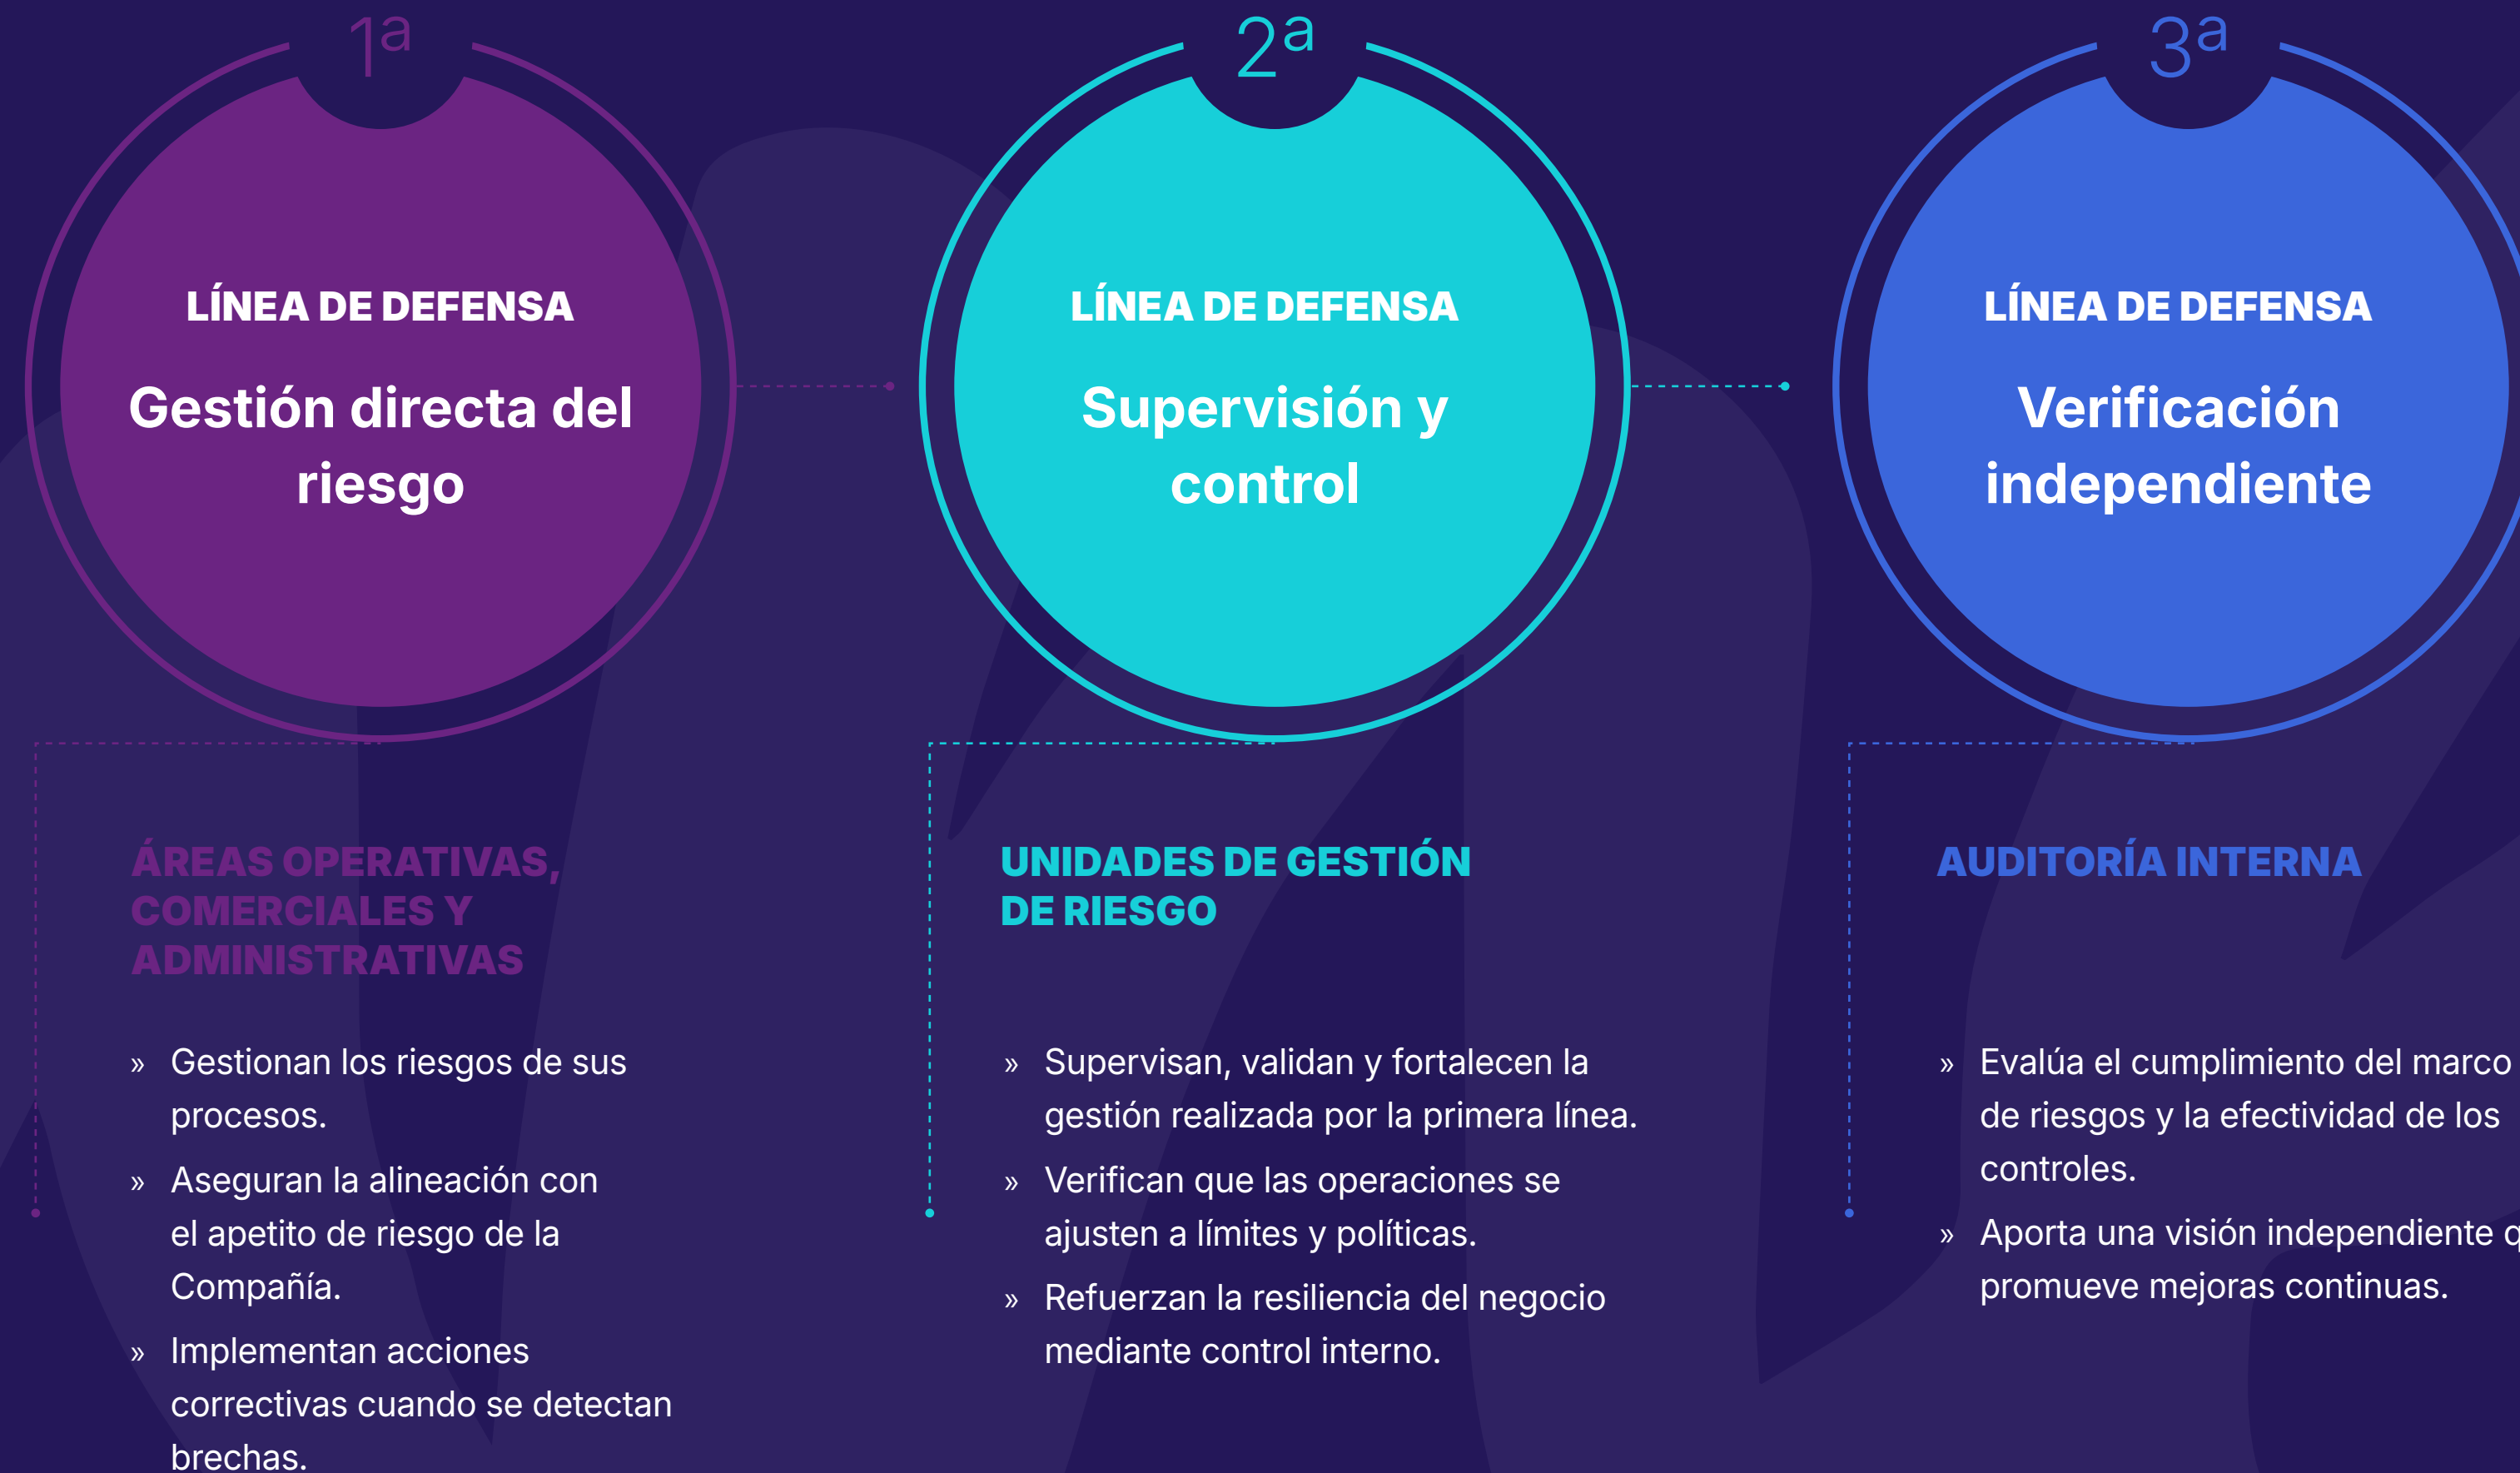 1ª
LÍNEA DE DEFENSA
Gestión directa del
riesgo
ÁREAS OPERATIVAS,
COMERCIALES Y
ADMINISTRATIVAS
» Gestionan los riesgos de sus
procesos.
» Aseguran la alineación con
el apetito de riesgo de la
Compañía.
» Implementan acciones
correctivas cuando se detectan
brechas.
2ª
LÍNEA DE DEFENSA
Supervisión y
control
UNIDADES DE GESTIÓN
DE RIESGO
» Supervisan, validan y fortalecen la
gestión realizada por la primera línea.
» Verifican que las operaciones se
ajusten a límites y políticas.
» Refuerzan la resiliencia del negocio
mediante control interno.
3ª
LÍNEA DE DEFENSA
Verificación
independiente
AUDITORÍA INTERNA
» Evalúa el cumplimiento del marco
de riesgos y la efectividad de los
controles.
» Aporta una visión independiente
promueve mejoras continuas.